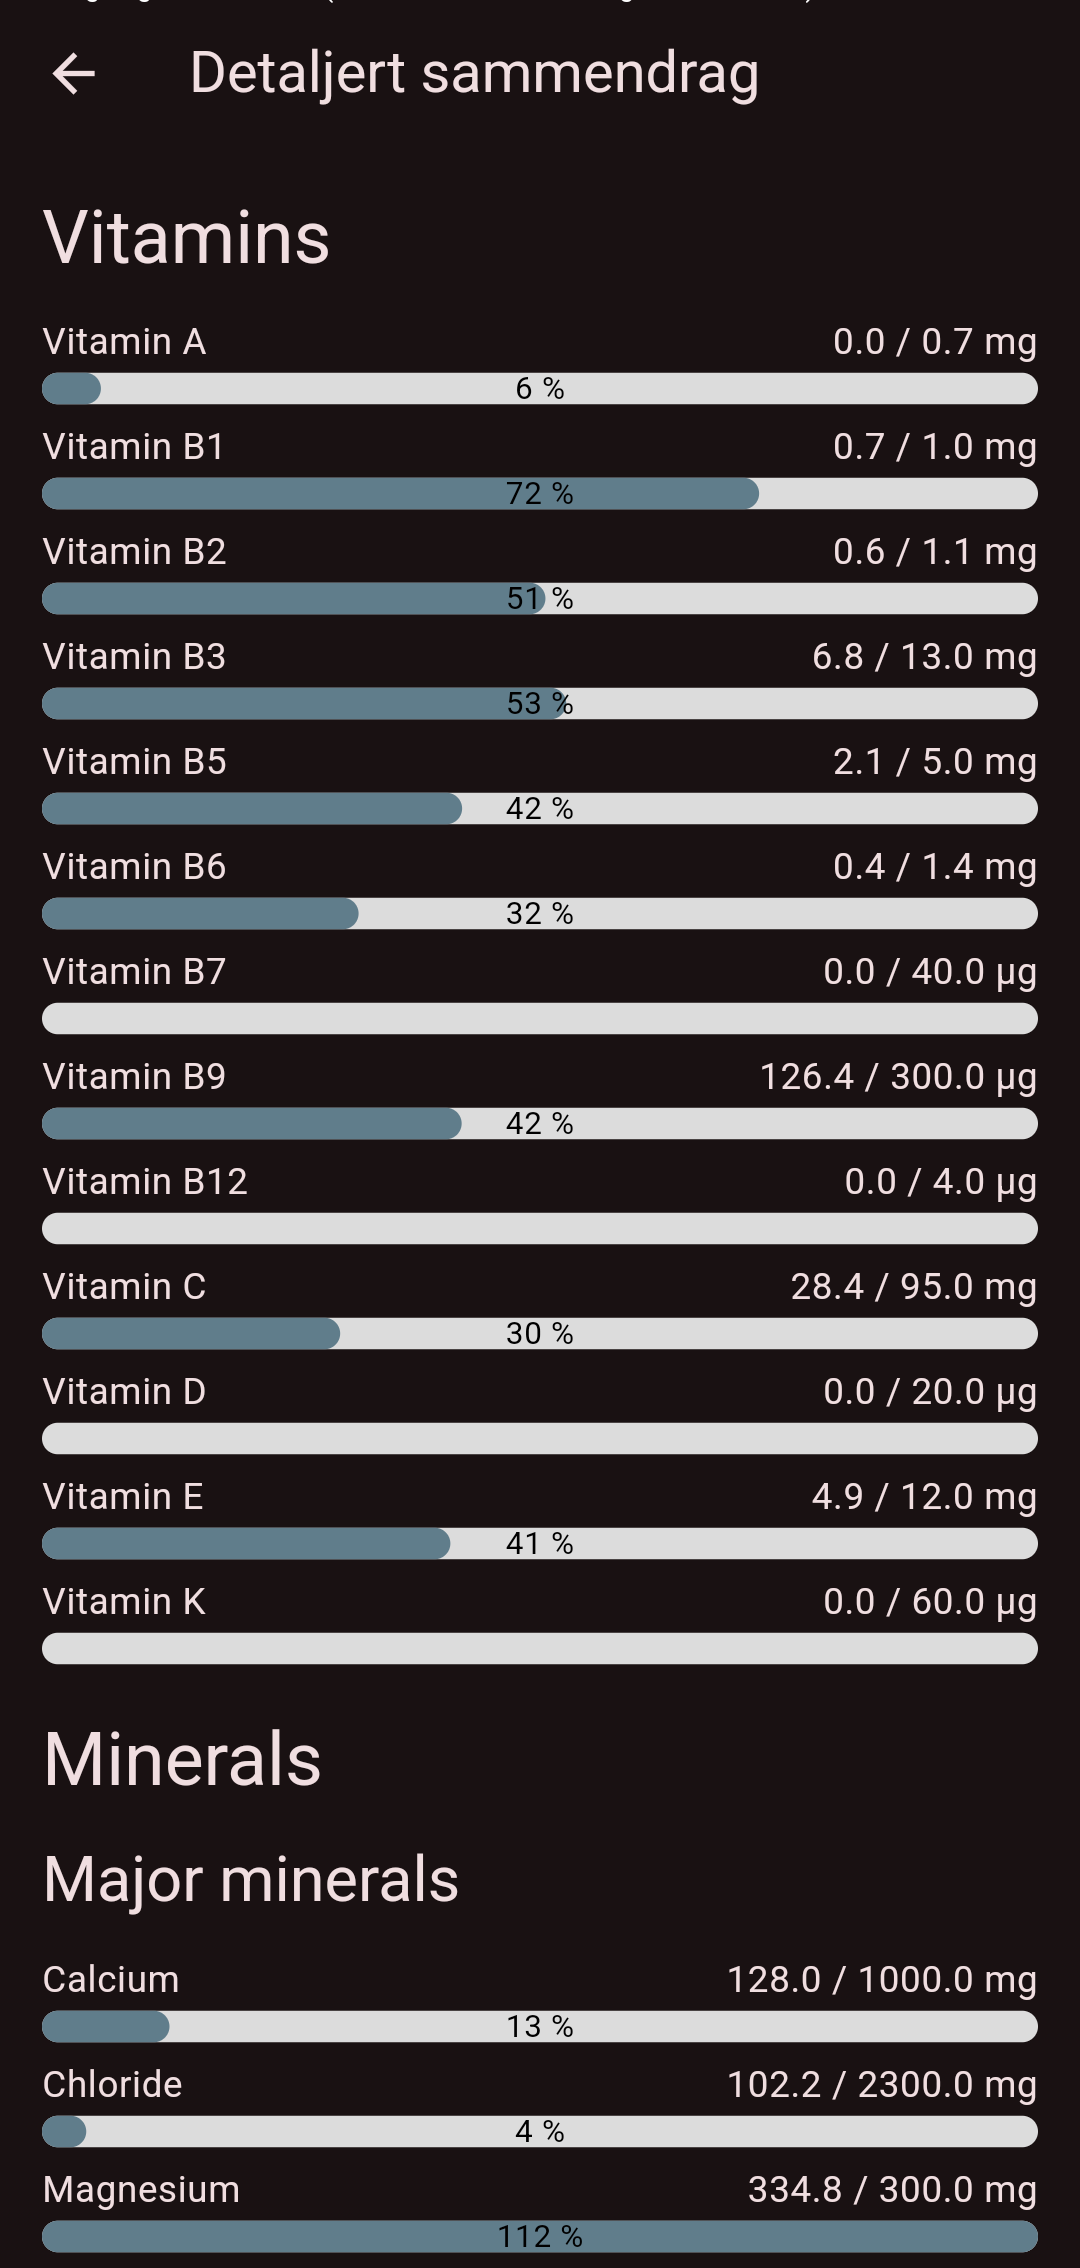 Detaljert sammendrag
Vitamins
Vitamin A 0.0 / 0.7 mg
6 %
Vitamin B1 0.7 / 1.0 mg
72 %
Vitamin B2 0.6 / 1.1 mg
51 %
Vitamin B3 6.8 / 13.0 mg
53 %
Vitamin B5 2.1 / 5.0 mg
42 %
Vitamin B6 0.4 / 1.4 mg
32 %
Vitamin B7 0.0 / 40.0 µg
Vitamin B9 126.4 / 300.0 µg
42 %
Vitamin B12 0.0 / 4.0 µg
Vitamin C 28.4 / 95.0 mg
30 %
Vitamin D 0.0 / 20.0 µg
Vitamin E 4.9 / 12.0 mg
41 %
Vitamin K 0.0 / 60.0 µg
Minerals
Major minerals
Calcium 128.0 / 1000.0 mg
13 %
Chloride 102.2 / 2300.0 mg
4 %
Magnesium 334.8 / 300.0 mg
112 %